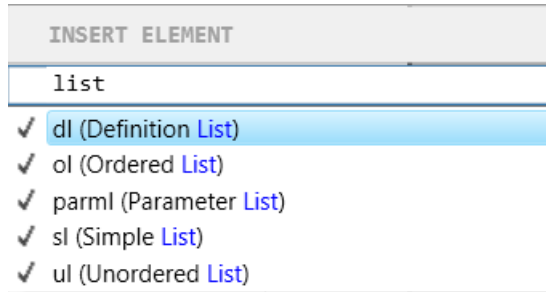 INSERT ELEMENT
list
dl (Definition List)
ol (Ordered List)
parml (Parameter List)
sl (Simple List)
ul (Unordered List)